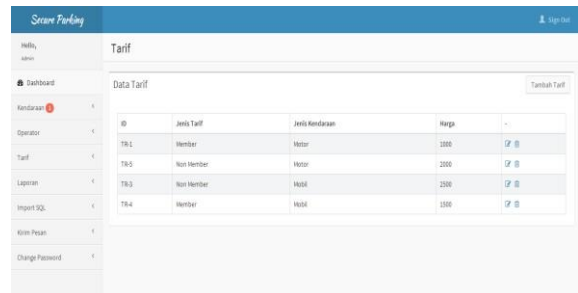 Secure Parking
Sign Out
Hello,
Admin
Tarif
Dashboard
Data Tarif
Tambah Tarif
Kendaraan 1
Operator
Tarif
Laporan
Import SQL
Kirim Pesan
Change Password
ID Jenis Tarif Jenis Kendaraan Harga -
TR-1 Member Motor 1000
TR-5 Non Member Motor 2000
TR-3 Non Member Mobil 2500
TR-4 Member Mobil 1500